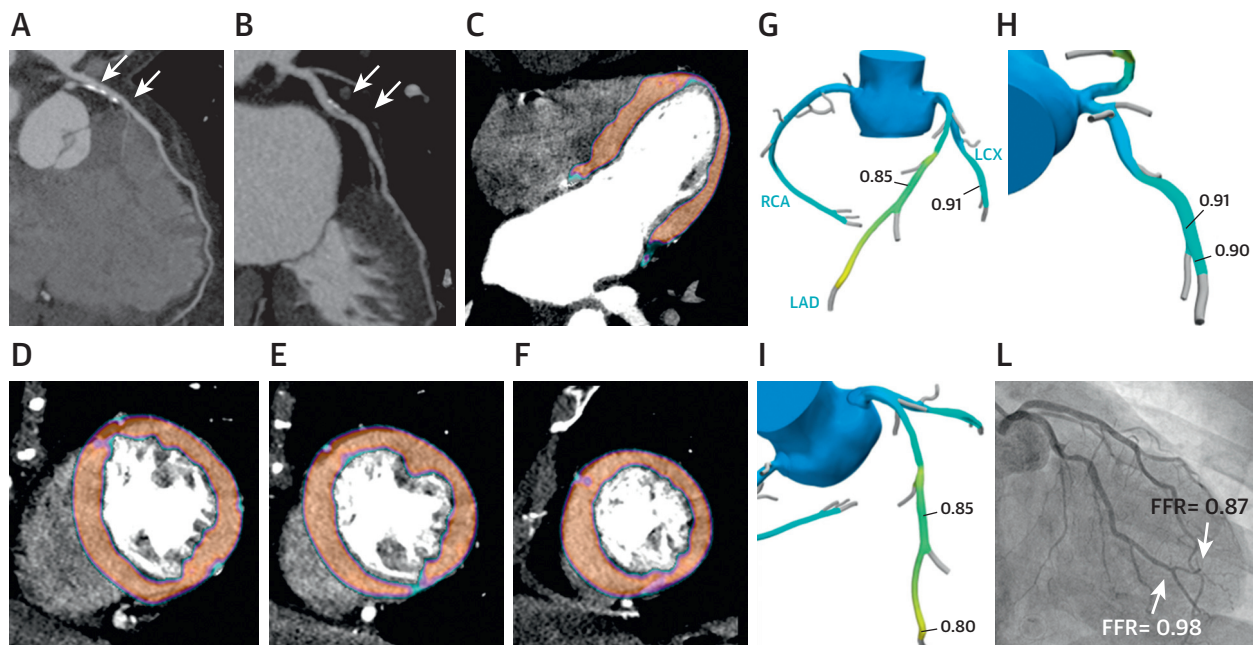 A
B
C
G
H
LCX
0.85
0.91
RCA
LAD
0.91
0.90
D
E
F
I
L
0.85
0.80
FFR= 0.87
FFR= 0.98